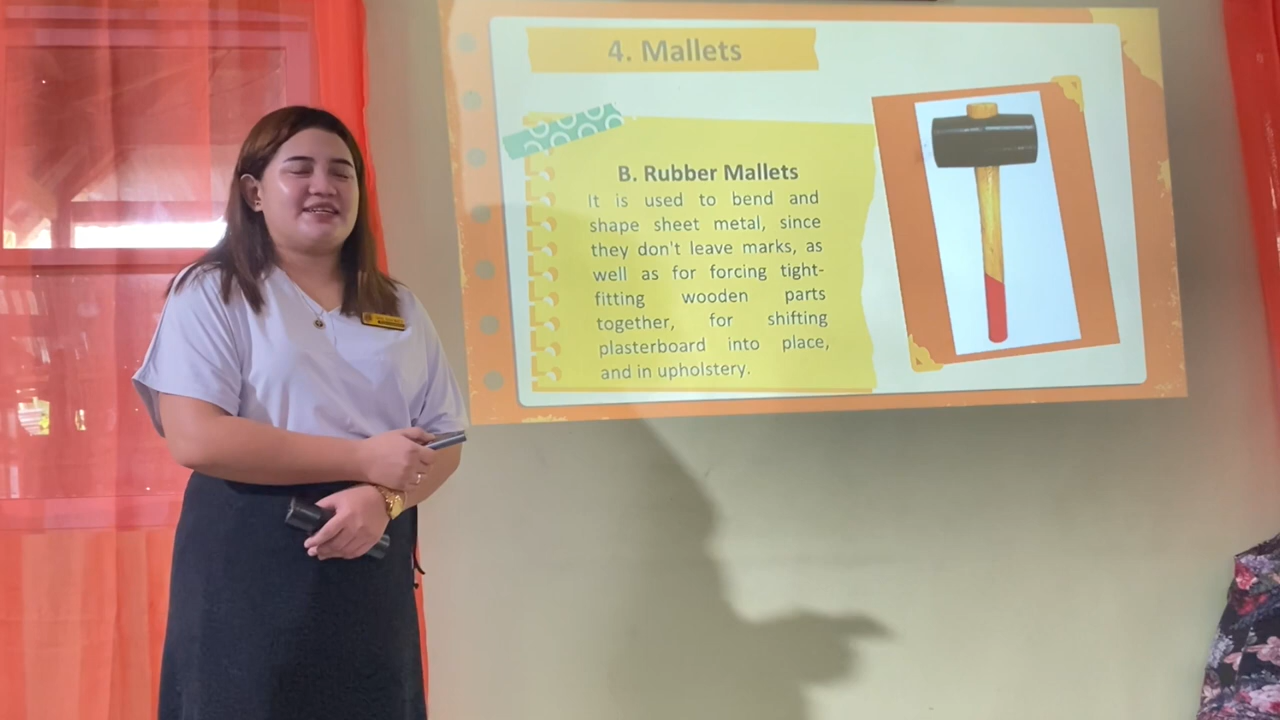 4. Mallets
B. Rubber Mallets
It is used to bend and
shape sheet metal, since
they don't leave marks, as
well as for forcing tight-
fitting wooden parts
together, for shifting
plasterboard into place,
and in upholstery.